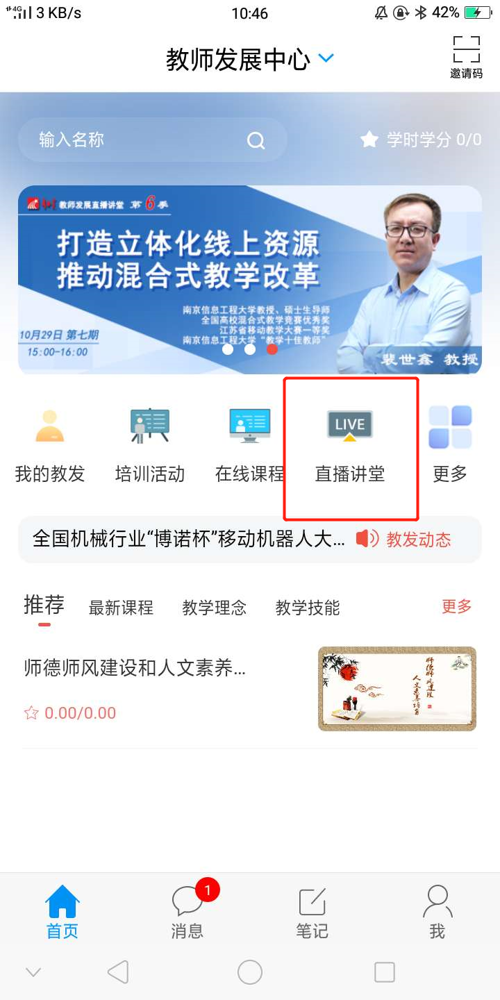 4G 3 KB/s 10:46 42%
教师发展中心
邀请码
输入名称 学时学分 0/0
教师发展直播讲堂 第6季
打造立体化线上资源
推动混合式教学改革
南京信息工程大学教授、硕士生导师
全国高校混合式教学竞赛优秀奖
江苏省移动教学大赛一等奖
南京信息工程大学“教学十佳教师”
10月29日 第七期
15:00-16:00
裴世鑫 教授
我的教发 培训活动 在线课程 LIVE 直播讲堂 更多
全国机械行业“博诺杯”移动机器人大... 教发动态
推荐 最新课程 教学理念 教学技能 更多
师德师风建设和人文素养...
师德师风建设
人文素养培育
0.00/0.00
1
首页 消息 笔记 我